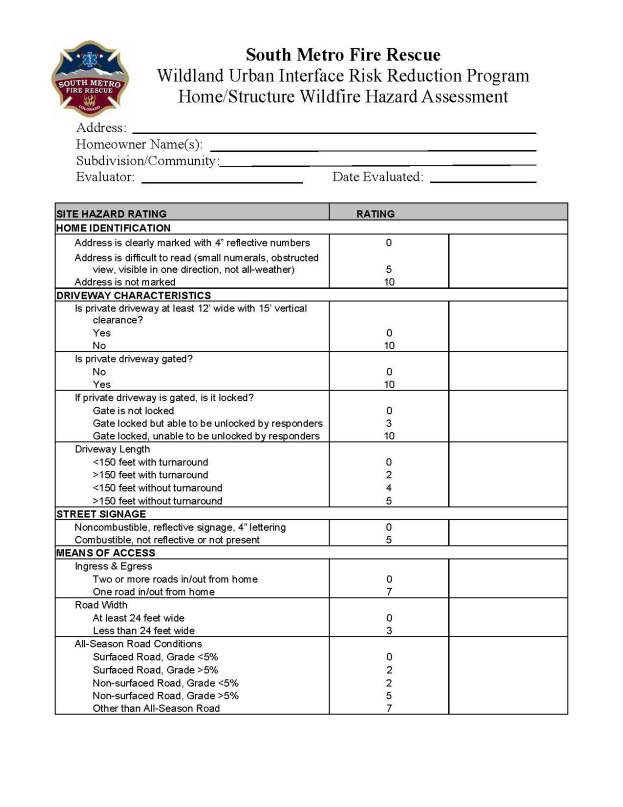 SOUTH METRO
FIRE RESCUE
COLORADO
South Metro Fire Rescue
Wildland Urban Interface Risk Reduction Program
Home/Structure Wildfire Hazard Assessment
Address:
Homeowner Name(s):
Subdivision/Community:
Evaluator: Date Evaluated:
SITE HAZARD RATING RATING
HOME IDENTIFICATION
Address is clearly marked with 4” reflective numbers 0
Address is difficult to read (small numerals, obstructed
view, visible in one direction, not all-weather) 5
Address is not marked 10
DRIVEWAY CHARACTERISTICS
Is private driveway at least 12’ wide with 15’ vertical
clearance?
Yes 0
No 10
Is private driveway gated?
No 0
Yes 10
If private driveway is gated, is it locked?
Gate is not locked 0
Gate locked but able to be unlocked by responders 3
Gate locked, unable to be unlocked by responders 10
Driveway Length
<150 feet with turnaround 0
>150 feet with turnaround 2
<150 feet without turnaround 4
>150 feet without turnaround 5
STREET SIGNAGE
Noncombustible, reflective signage, 4” lettering 0
Combustible, not reflective or not present 5
MEANS OF ACCESS
Ingress & Egress
Two or more roads in/out from home 0
One road in/out from home 7
Road Width
At least 24 feet wide 0
Less than 24 feet wide 3
All-Season Road Conditions
Surfaced Road, Grade <5% 0
Surfaced Road, Grade >5% 2
Non-surfaced Road, Grade <5% 2
Non-surfaced Road, Grade >5% 5
Other than All-Season Road 7